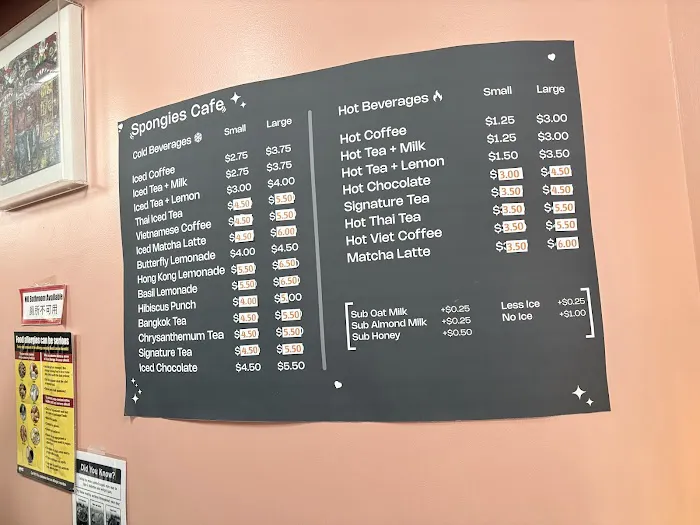 Spongies Cafe
Cold Beverages Small Large
Iced Coffee $2.75 $3.75
Iced Tea + Milk $2.75 $3.75
Iced Tea + Lemon $3.00 $4.00
Thai Iced Tea $4.50 $5.50
Vietnamese Coffee $4.50 $5.50
Iced Matcha Latte $4.50 $6.00
Butterfly Lemonade $4.00 $4.50
Hong Kong Lemonade $5.50 $6.50
Basil Lemonade $5.50 $6.50
Hibiscus Punch $4.00 $5.00
Bangkok Tea $4.50 $5.50
Chrysanthemum Tea $4.50 $5.50
Signature Tea $4.50 $5.50
Iced Chocolate $4.50 $5.50
Hot Beverages Small Large
Hot Coffee $1.25 $3.00
Hot Tea + Milk $1.25 $3.00
Hot Tea + Lemon $1.50 $3.50
Hot Chocolate $3.00 $4.50
Signature Tea $3.50 $4.50
Hot Thai Tea $3.50 $5.50
Hot Viet Coffee $3.50 $5.50
Matcha Latte $3.50 $6.00
Sub Oat Milk +$0.25 Less Ice +$0.25
Sub Almond Milk +$0.25 No Ice +$1.00
Sub Honey +$0.50
NO Bathroom Available
廁所不可用
Food allergies can be serious
Did You Know?